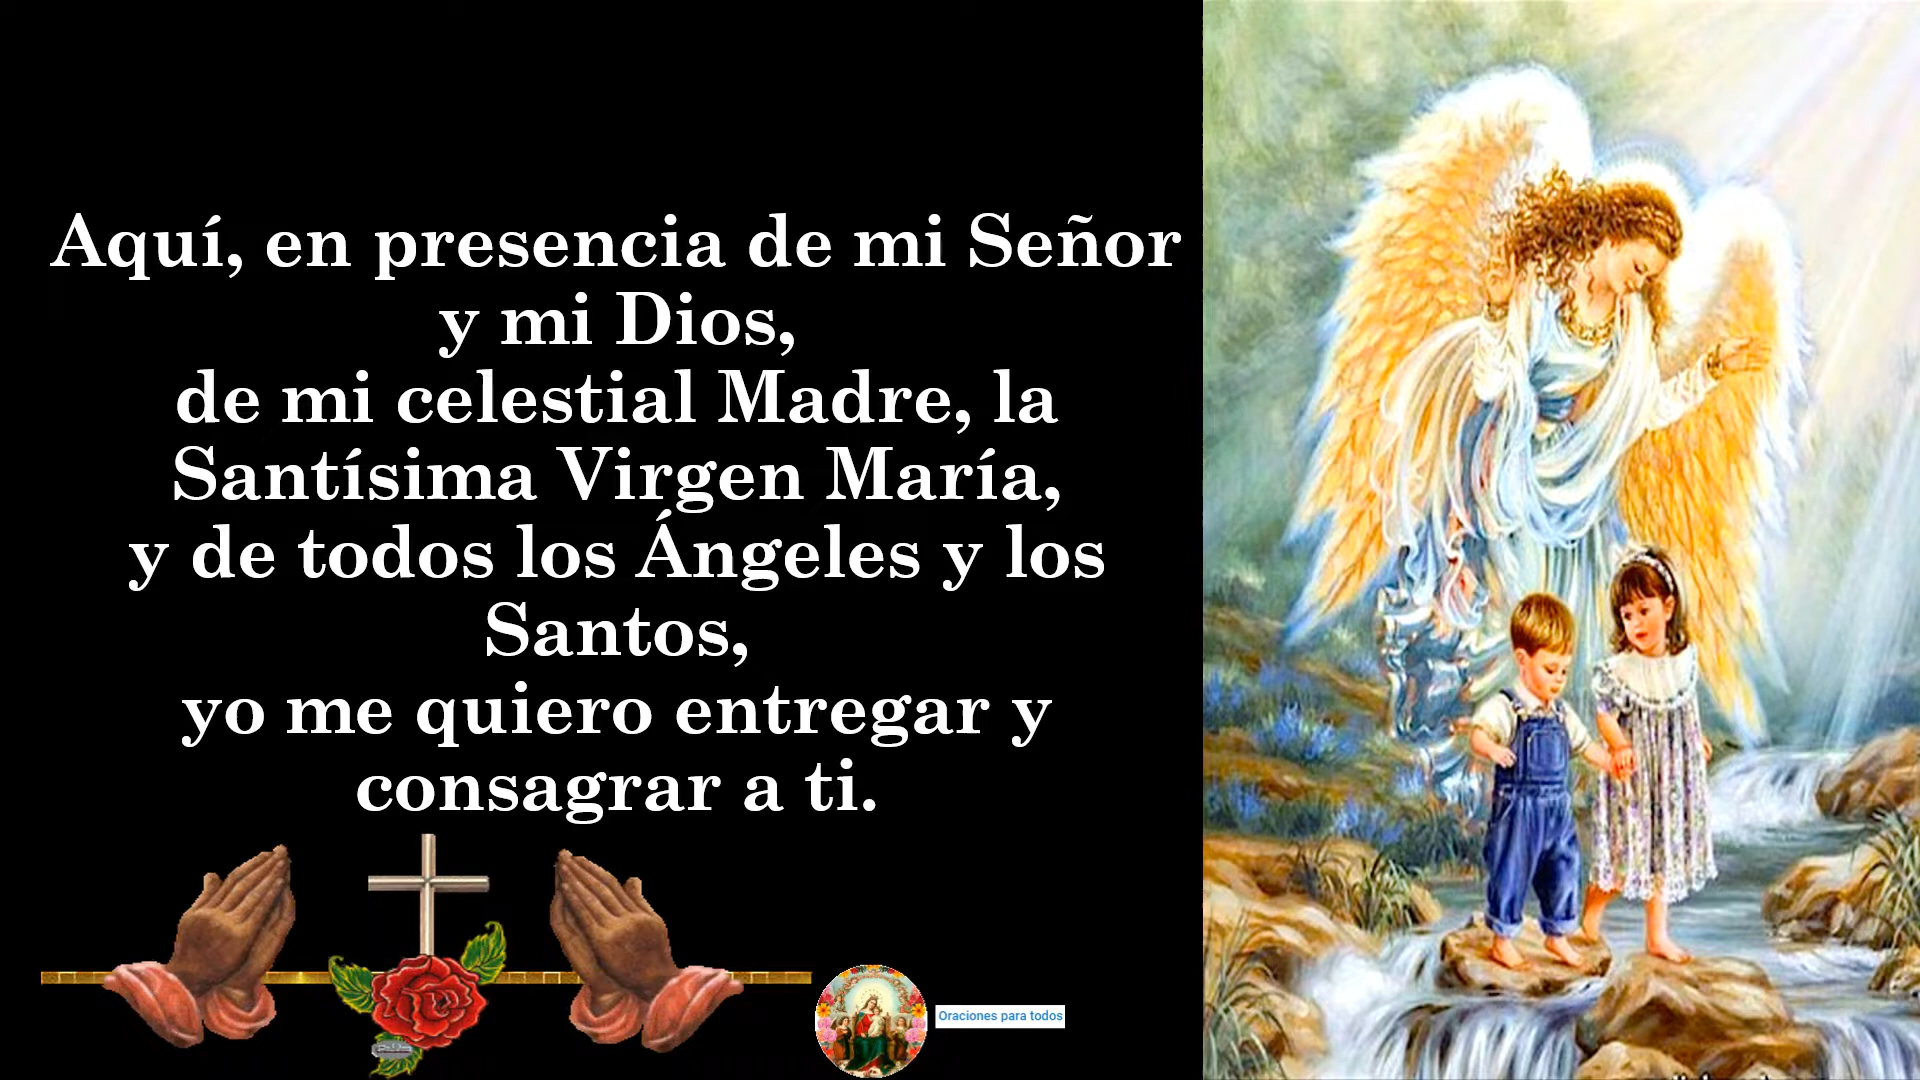 Aquí, en presencia de mi Señor
y mi Dios,
de mi celestial Madre, la
Santísima Virgen María,
y de todos los Ángeles y los
Santos,
yo me quiero entregar y
consagrar a ti.
Oraciones para todos